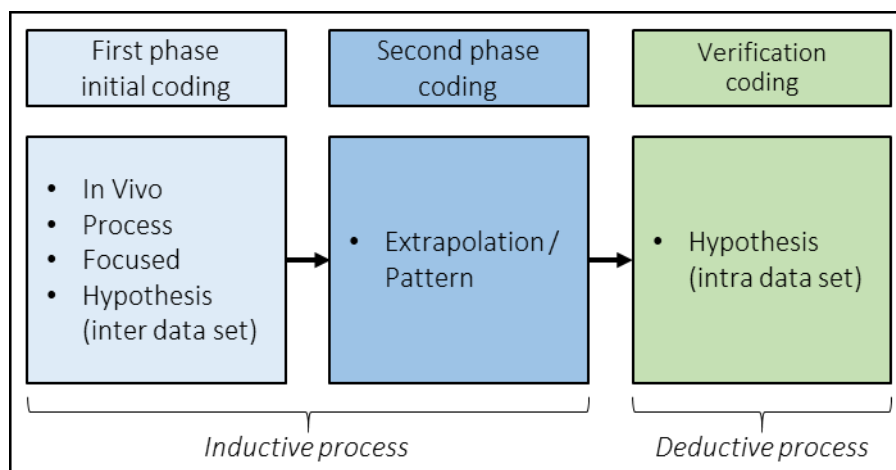 First phase
initial coding
Second phase
coding
Verification
coding
• In Vivo
• Process
• Focused
• Hypothesis
(inter data set)
• Extrapolation /
Pattern
• Hypothesis
(intra data set)
Inductive process
Deductive process